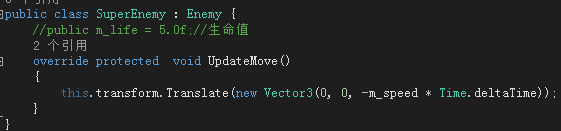 public class SuperEnemy : Enemy {
//public m_life = 5.0f;//生命值
2 个引用
override protected  void UpdateMove()
{
this.transform.Translate(new Vector3(0, 0, -m_speed * Time.deltaTime));
}
}